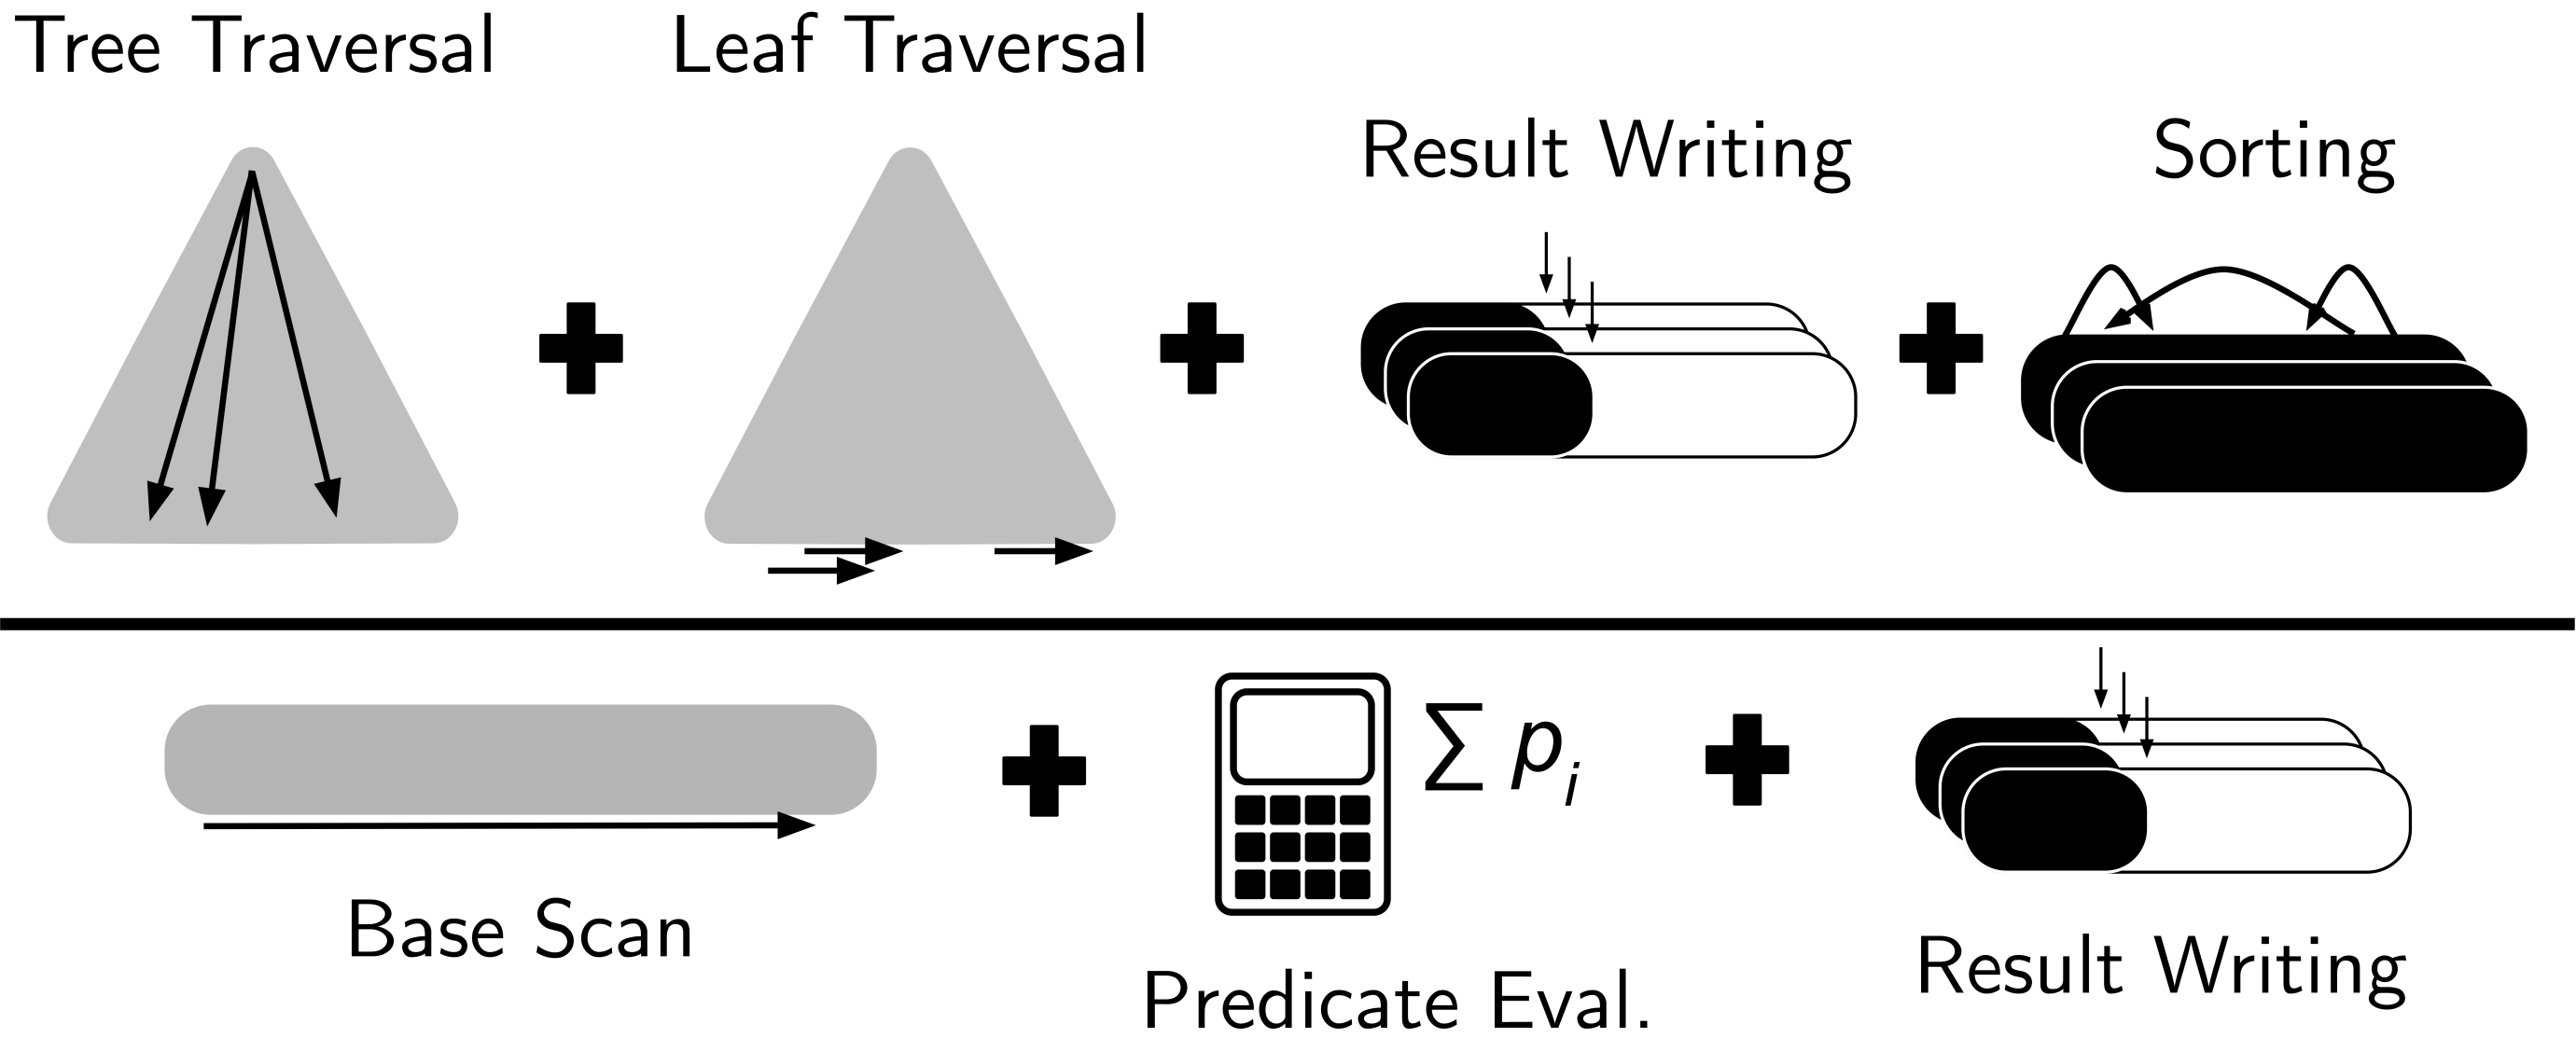 Tree Traversal
Leaf Traversal
Result Writing
Sorting
∑ p_i
Base Scan
Predicate Eval.
Result Writing